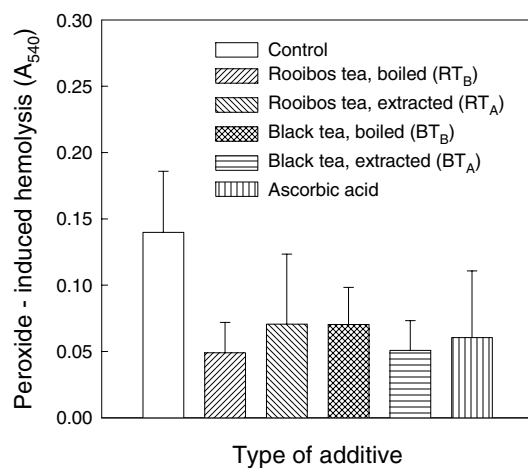 Peroxide - induced hemolysis (A540)
0.30
0.25
0.20
0.15
0.10
0.05
0.00
Control
Rooibos tea, boiled (RTB)
Rooibos tea, extracted (RTA)
Black tea, boiled (BTB)
Black tea, extracted (BTA)
Ascorbic acid
Type of additive